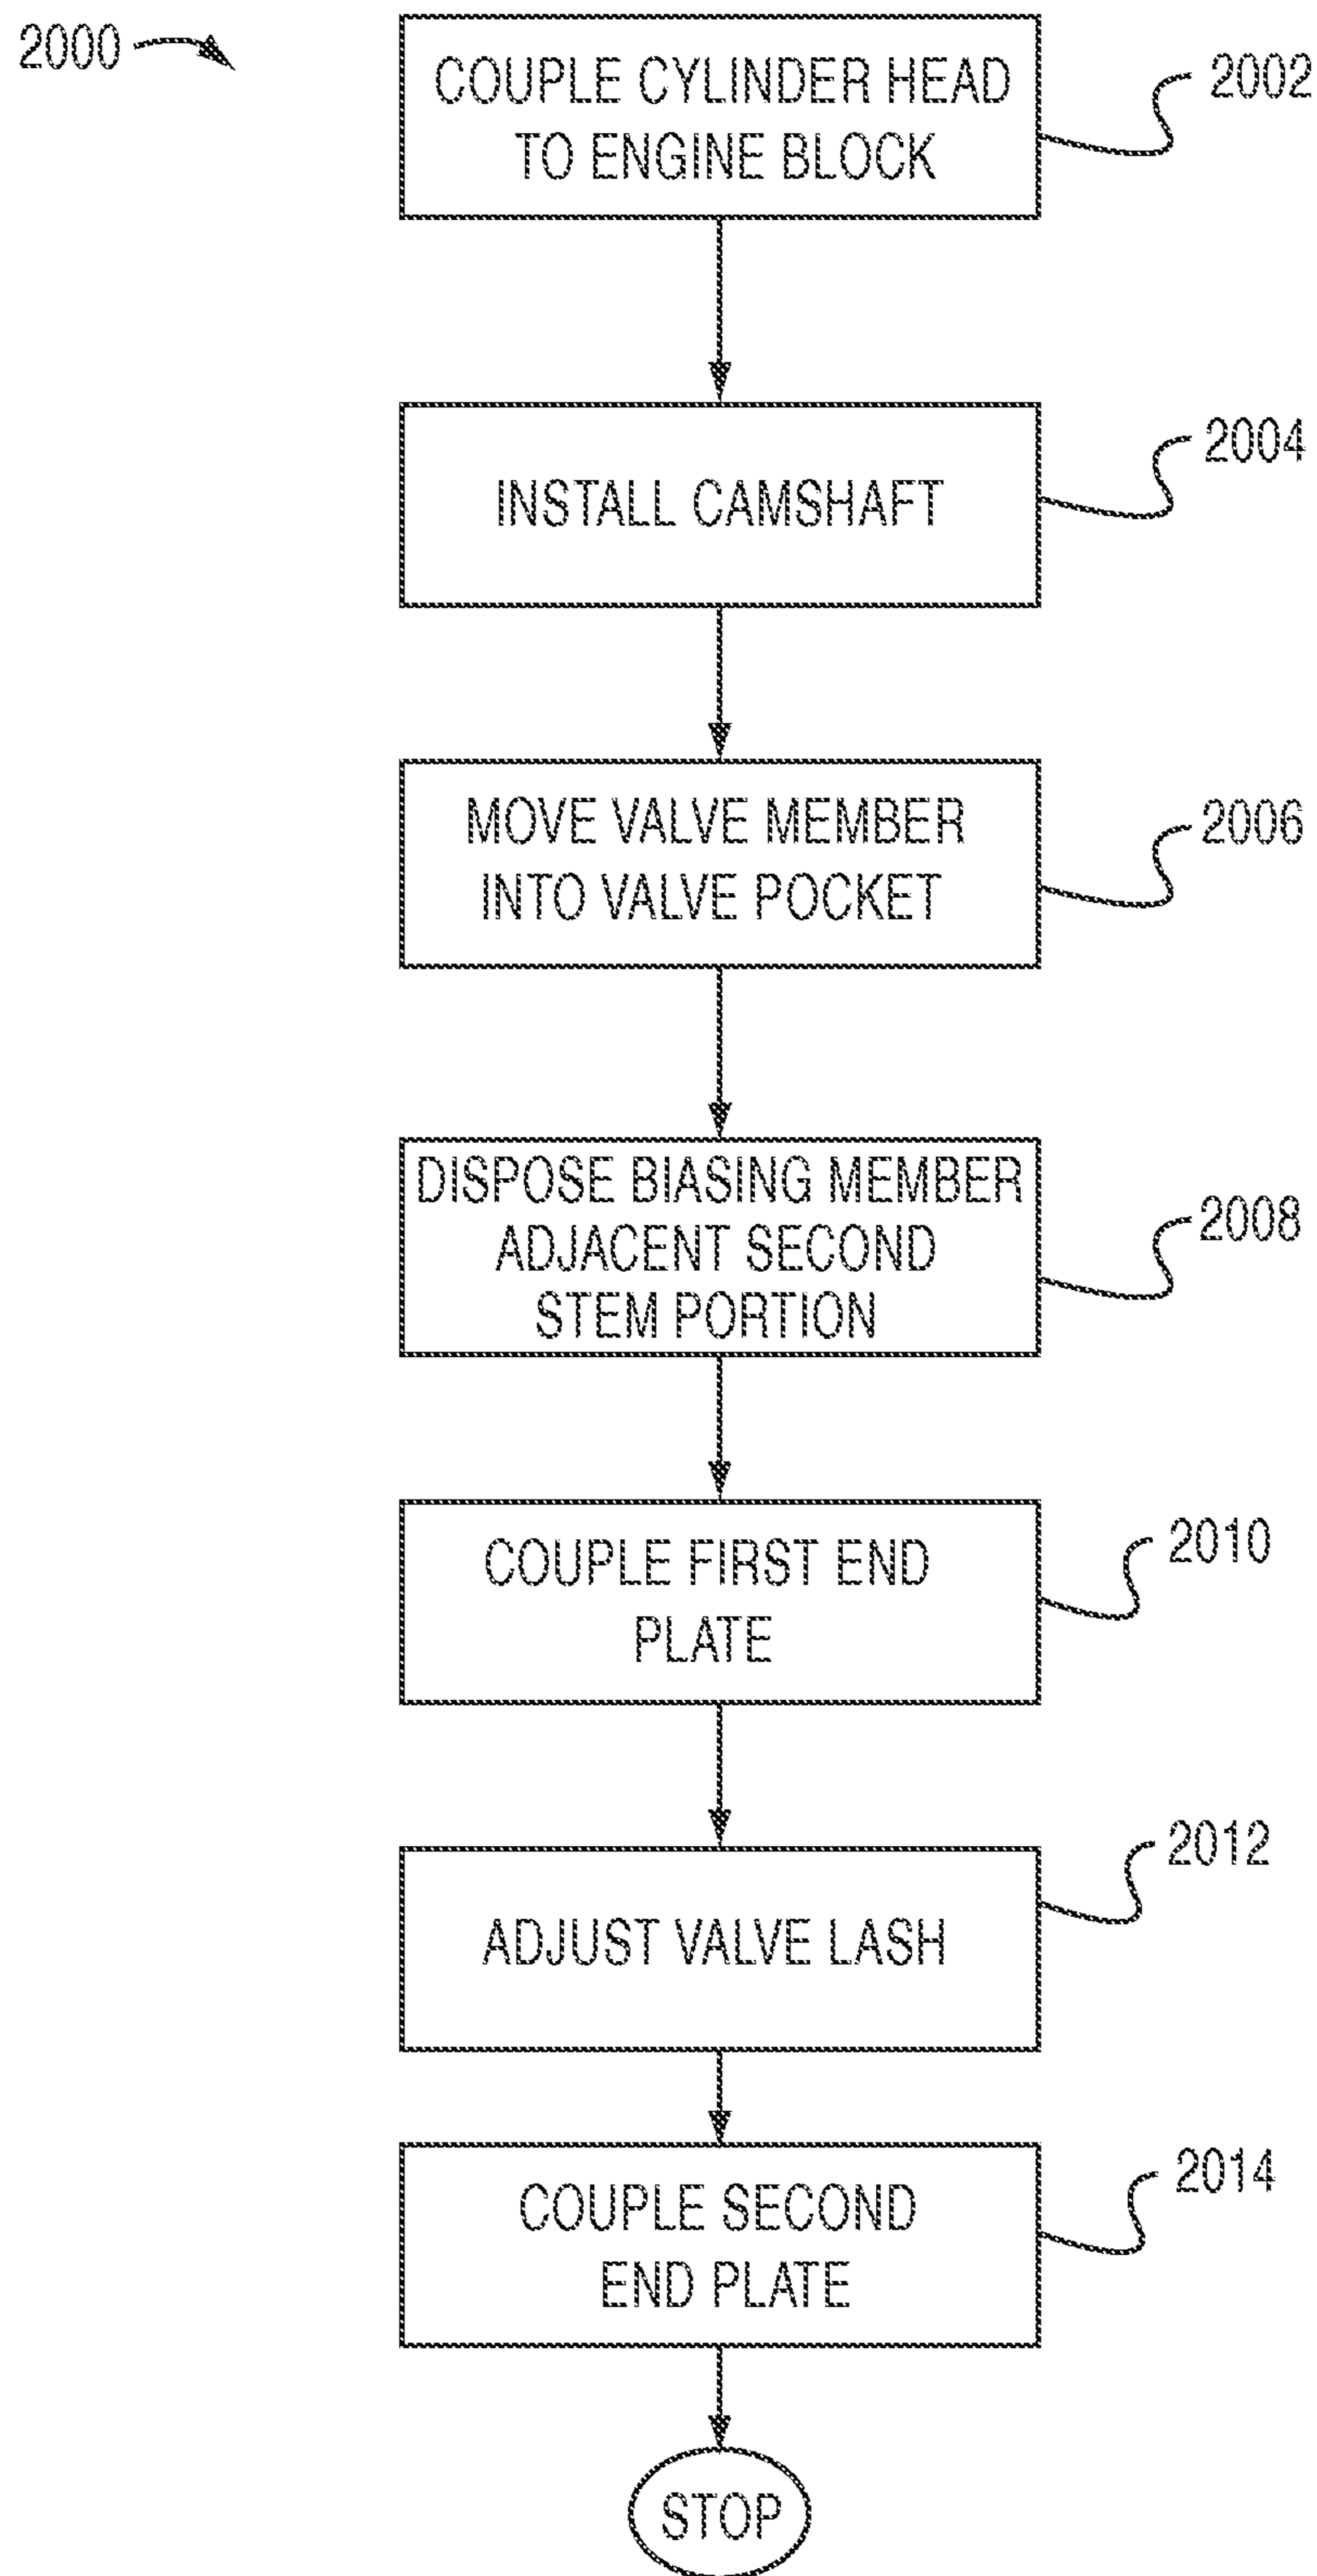 2000
COUPLE CYLINDER HEAD
TO ENGINE BLOCK
2002
INSTALL CAMSHAFT
2004
MOVE VALVE MEMBER
INTO VALVE POCKET
2006
DISPOSE BIASING MEMBER
ADJACENT SECOND
STEM PORTION
2008
COUPLE FIRST END
PLATE
2010
ADJUST VALVE LASH
2012
COUPLE SECOND
END PLATE
2014
STOP